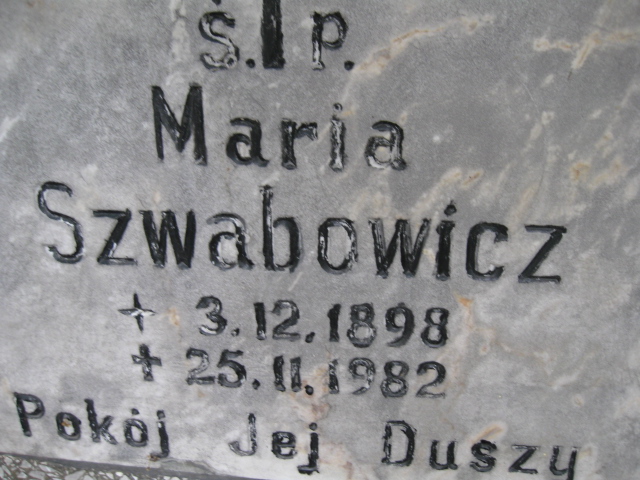 ś. † p.
Maria
Szwabowicz
✦ 3.12.1898
✝ 25.11.1982
Pokój Jej Duszy